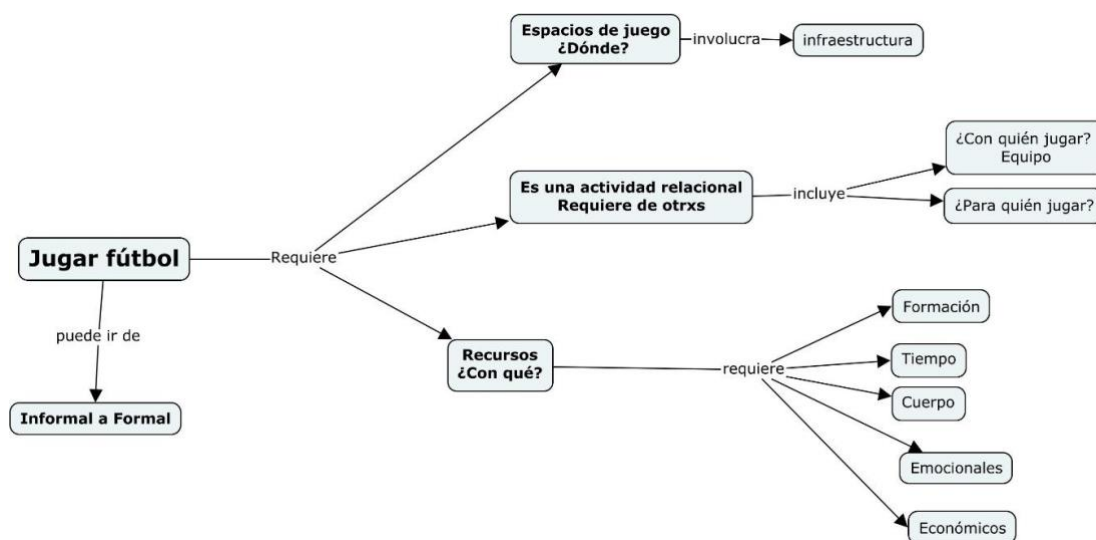 Espacios de juego
¿Dónde?
involucra
infraestructura
¿Con quién jugar?
Equipo
Es una actividad relacional
Requiere de otrxs
incluye
¿Para quién jugar?
Jugar fútbol
Requiere
puede ir de
Informal a Formal
Recursos
¿Con qué?
requiere
Formación
Tiempo
Cuerpo
Emocionales
Económicos